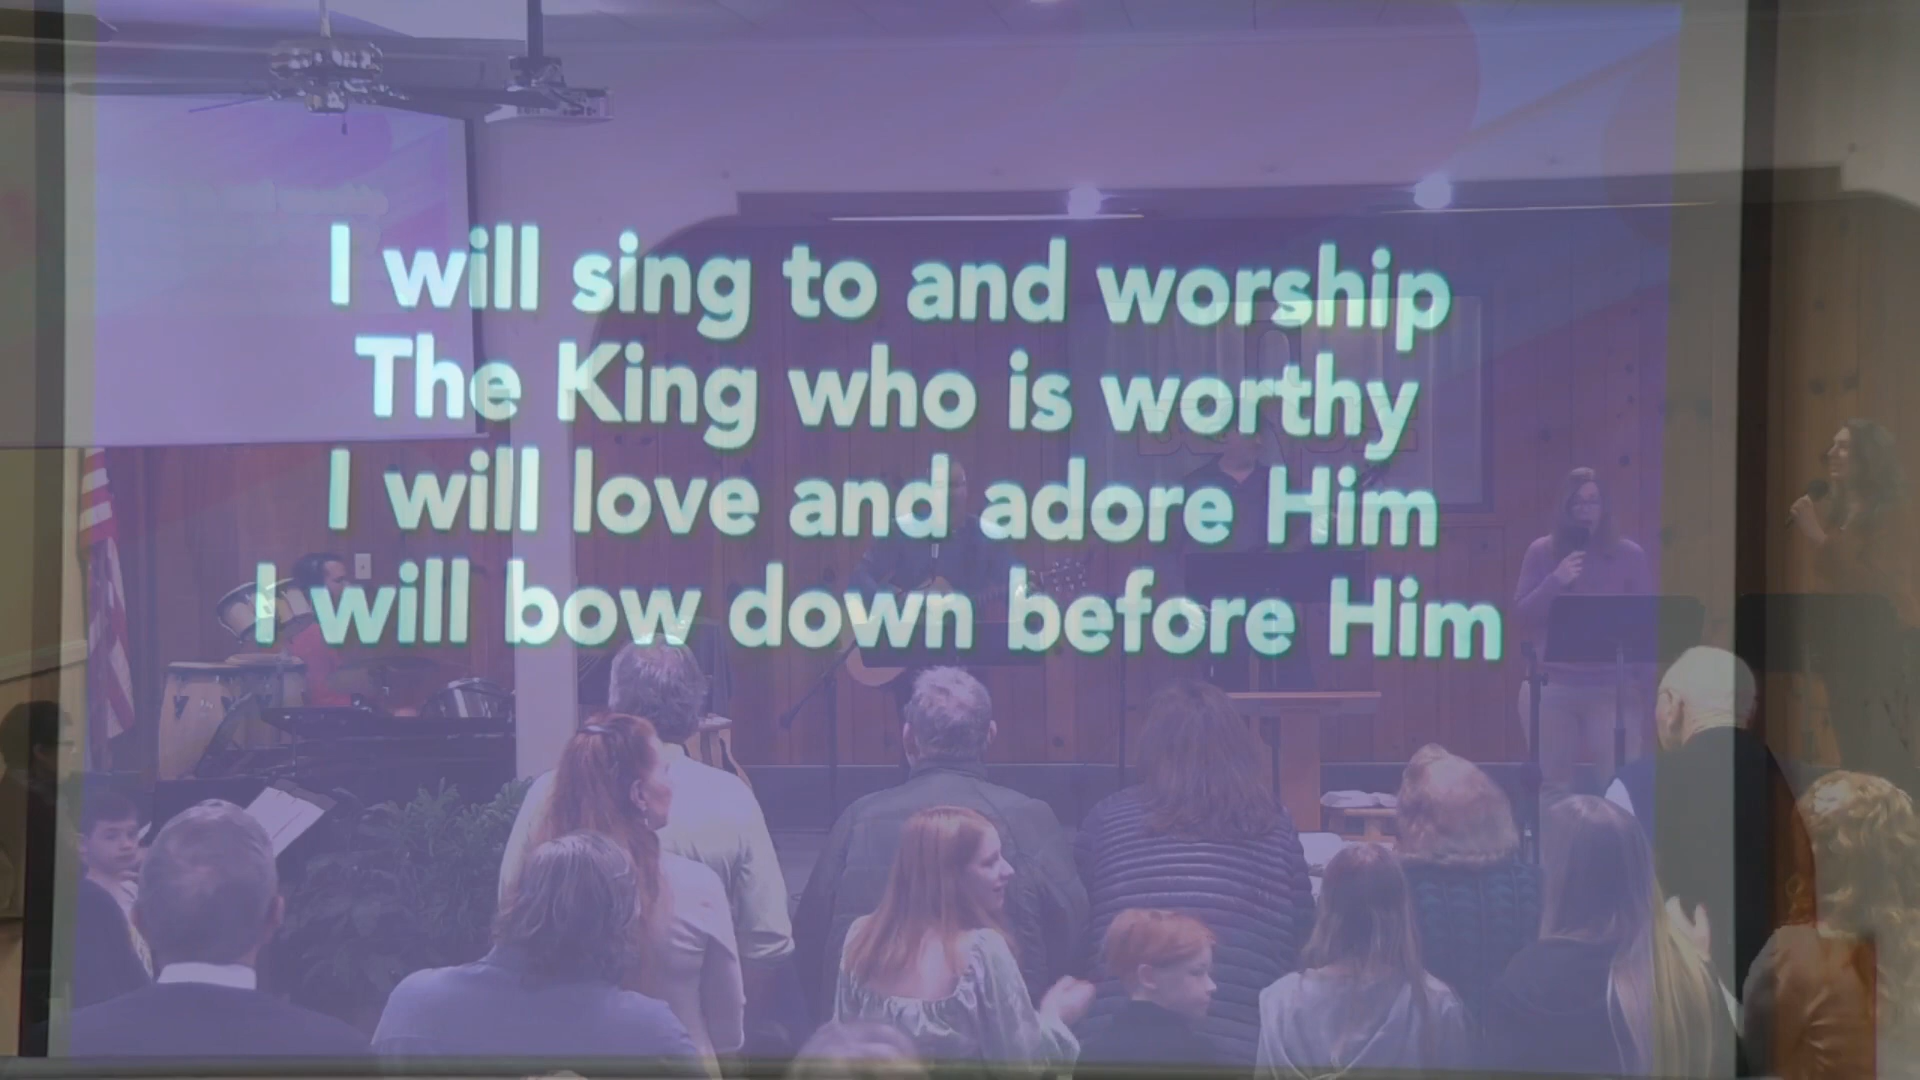 I will sing to and worship
The King who is worthy
I will love and adore Him
I will bow down before Him